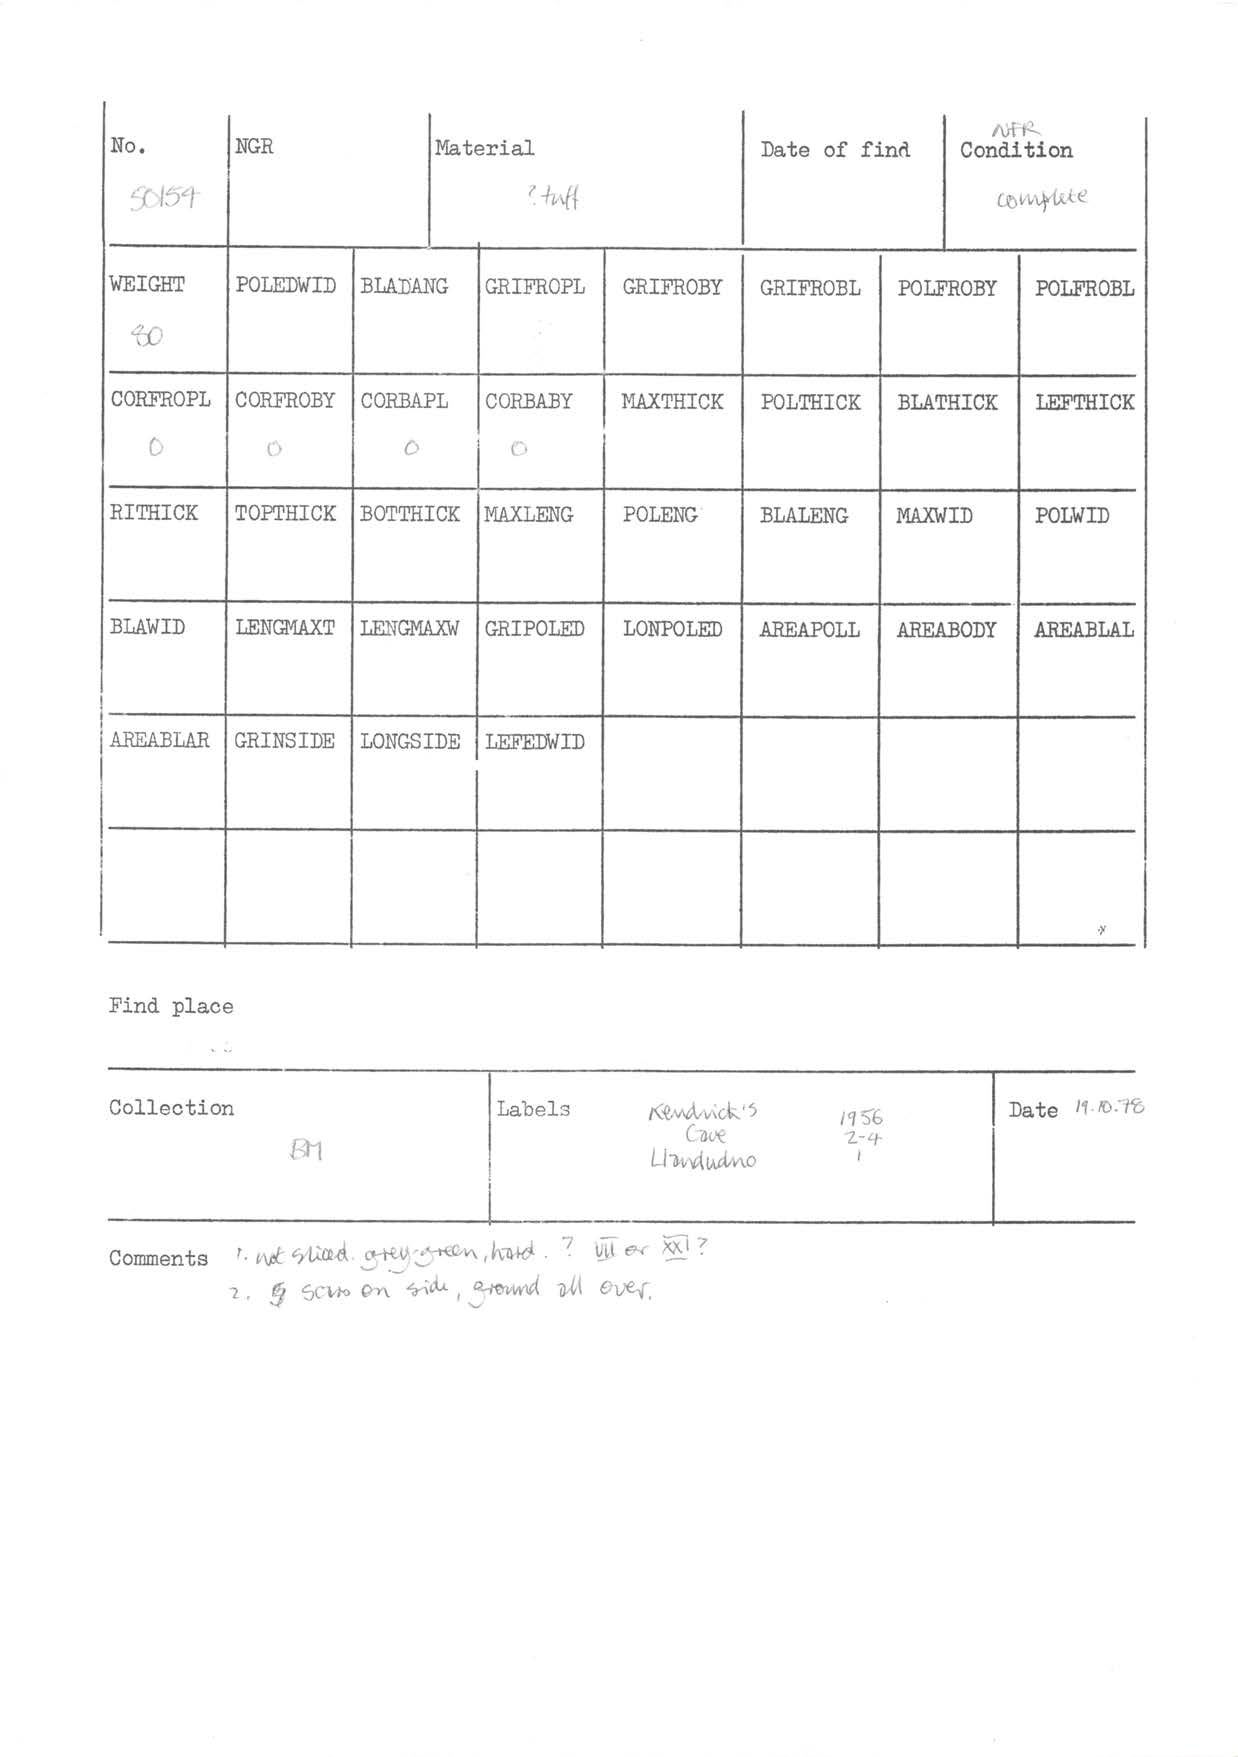 No. NGR Material Date of find NFR Condition
50154 ? tuff complete
WEIGHT POLEDWID BLADANG GRIFROPL GRIFROBY GRIFROBL POLFROBY POLFROBL
80
CORFROPL CORFROBY CORBAPL CORBABY MAXTHICK POLTHICK BLATHICK LEFTHICK
0 0 0 0
RITHICK TOPTHICK BOTTHICK MAXLENG POLENG BLALENG MAXWID POLWID
BLAWID LENGMAXT LENGMAXW GRIPOLED LONPOLED AREAPOLL AREABODY AREABLAL
AREABLAR GRINSIDE LONGSIDE LEFEDWID
Find place
Collection Labels Kendrick's 1956 Date 19.10.78
Cave 2-4
BM Llandudno 1
Comments 1. not sliced. grey-green, hard. ? VII or XXI?
2. scars on side, ground all over.